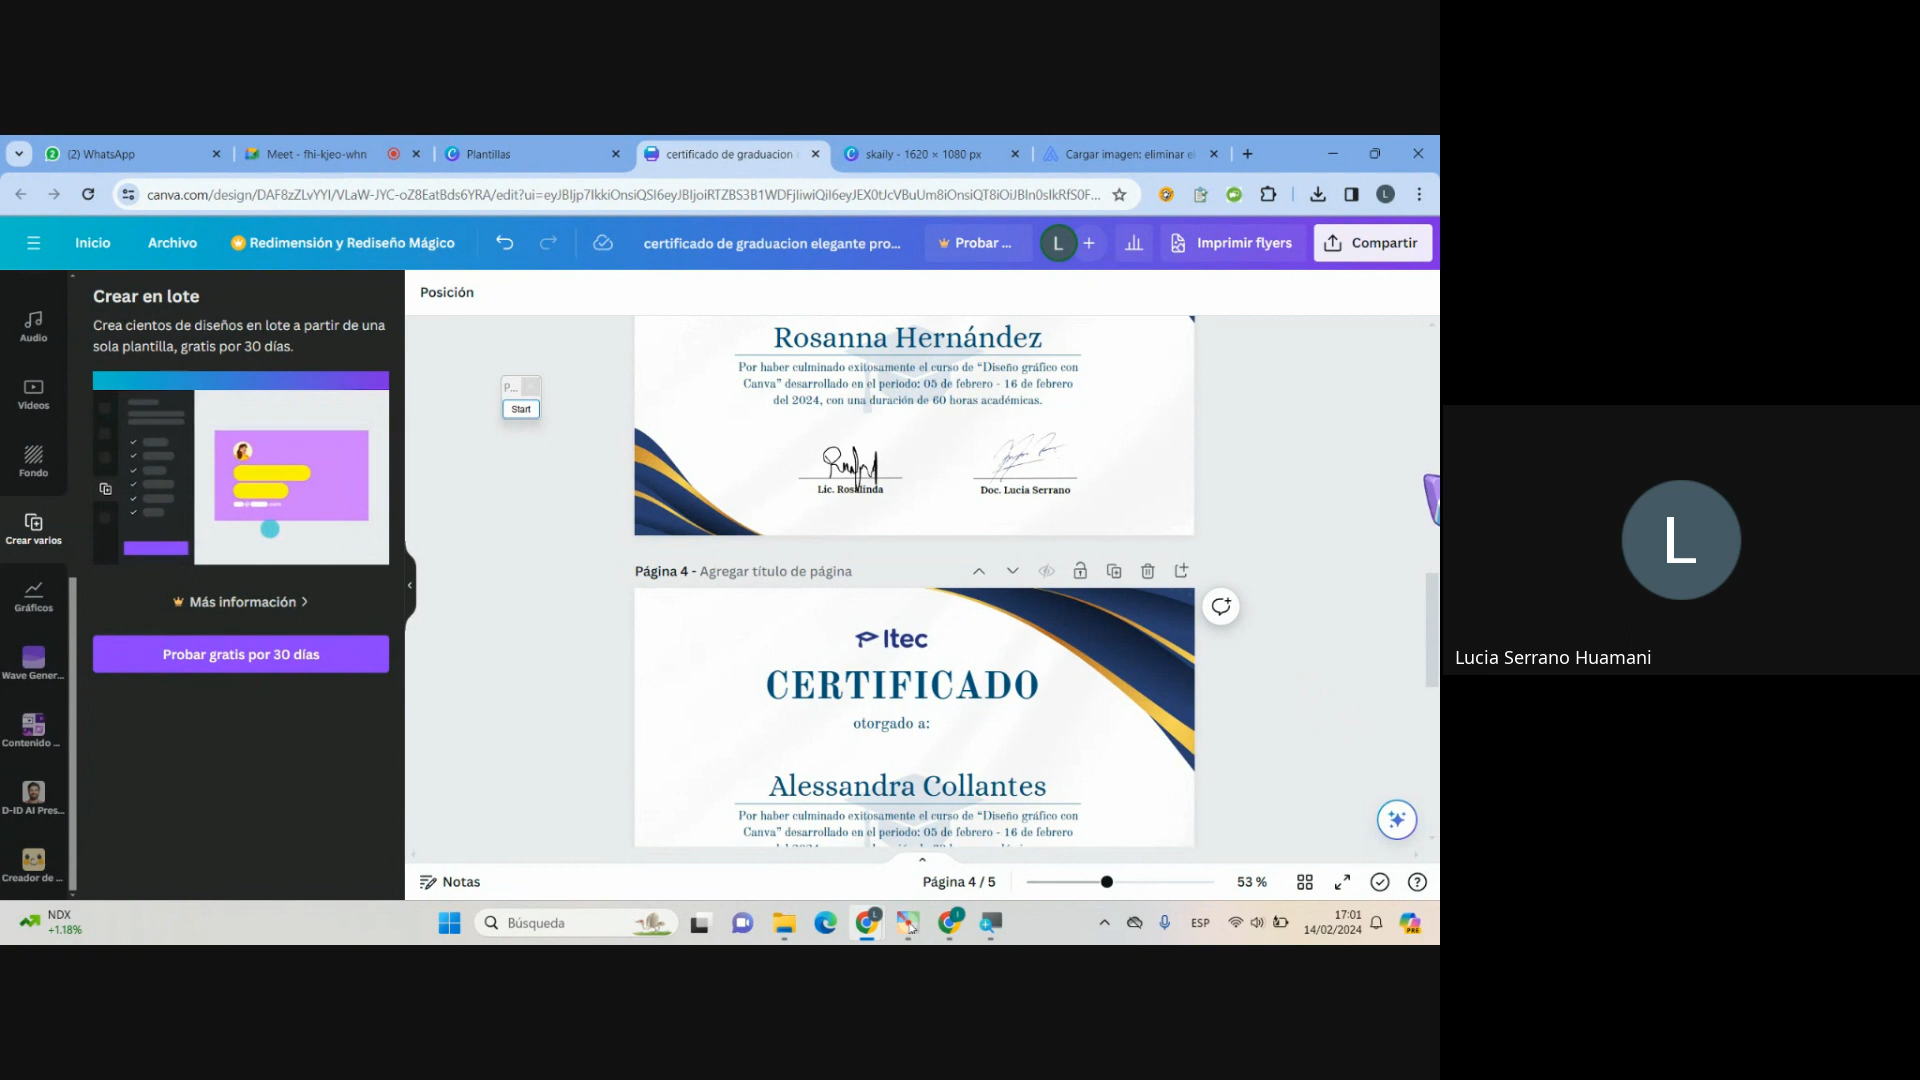 (2) WhatsApp
Meet - fhi-kjeo-whn
Plantillas
certificado de graduacion
skaily - 1620 × 1080 px
Cargar imagen: eliminar el
Inicio
Archivo
Redimensión y Rediseño Mágico
certificado de graduacion elegante pro...
Probar ...
L
Imprimir flyers
Compartir
Audio
Videos
Fondo
Crear varios
Gráficos
Wave Gener...
Contenido ...
D-ID AI Pres...
Creador de ...
Crear en lote
Crea cientos de diseños en lote a partir de una
sola plantilla, gratis por 30 días.
Más información
Probar gratis por 30 días
Posición
P...
Start
Rosanna Hernández
Por haber culminado exitosamente el curso de “Diseño gráfico con
Canva” desarrollado en el periodo: 05 de febrero - 16 de febrero
del 2024, con una duración de 60 horas académicas.
Lic. Rosalinda
Doc. Lucia Serrano
Página 4 - Agregar título de página
Itec
CERTIFICADO
otorgado a:
Alessandra Collantes
Por haber culminado exitosamente el curso de “Diseño gráfico con
Canva” desarrollado en el periodo: 05 de febrero - 16 de febrero
Notas
Página 4 / 5
53 %
NDX
+1.18%
Búsqueda
ESP
17:01
14/02/2024
L
Lucia Serrano Huamani